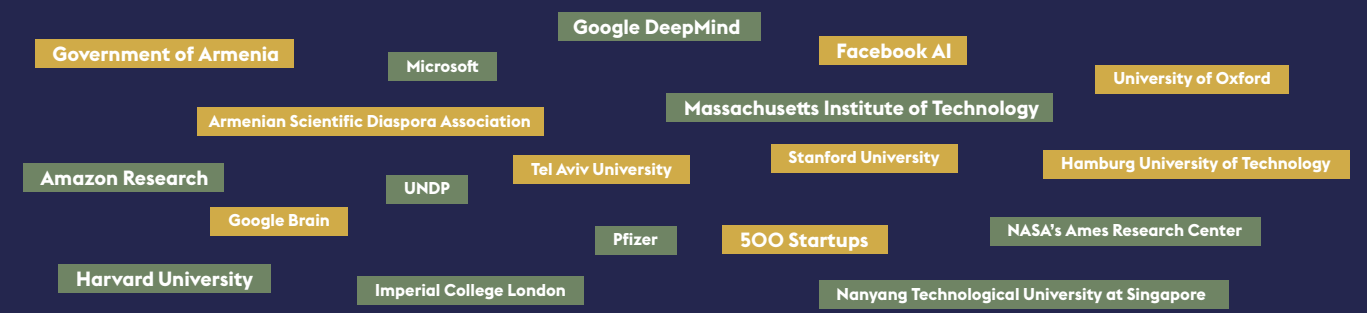 Google DeepMind
Government of Armenia
Facebook AI
Microsoft
University of Oxford
Massachusetts Institute of Technology
Armenian Scientific Diaspora Association
Stanford University
Hamburg University of Technology
Tel Aviv University
Amazon Research
UNDP
Google Brain
NASA's Ames Research Center
Pfizer
500 Startups
Harvard University
Imperial College London
Nanyang Technological University at Singapore